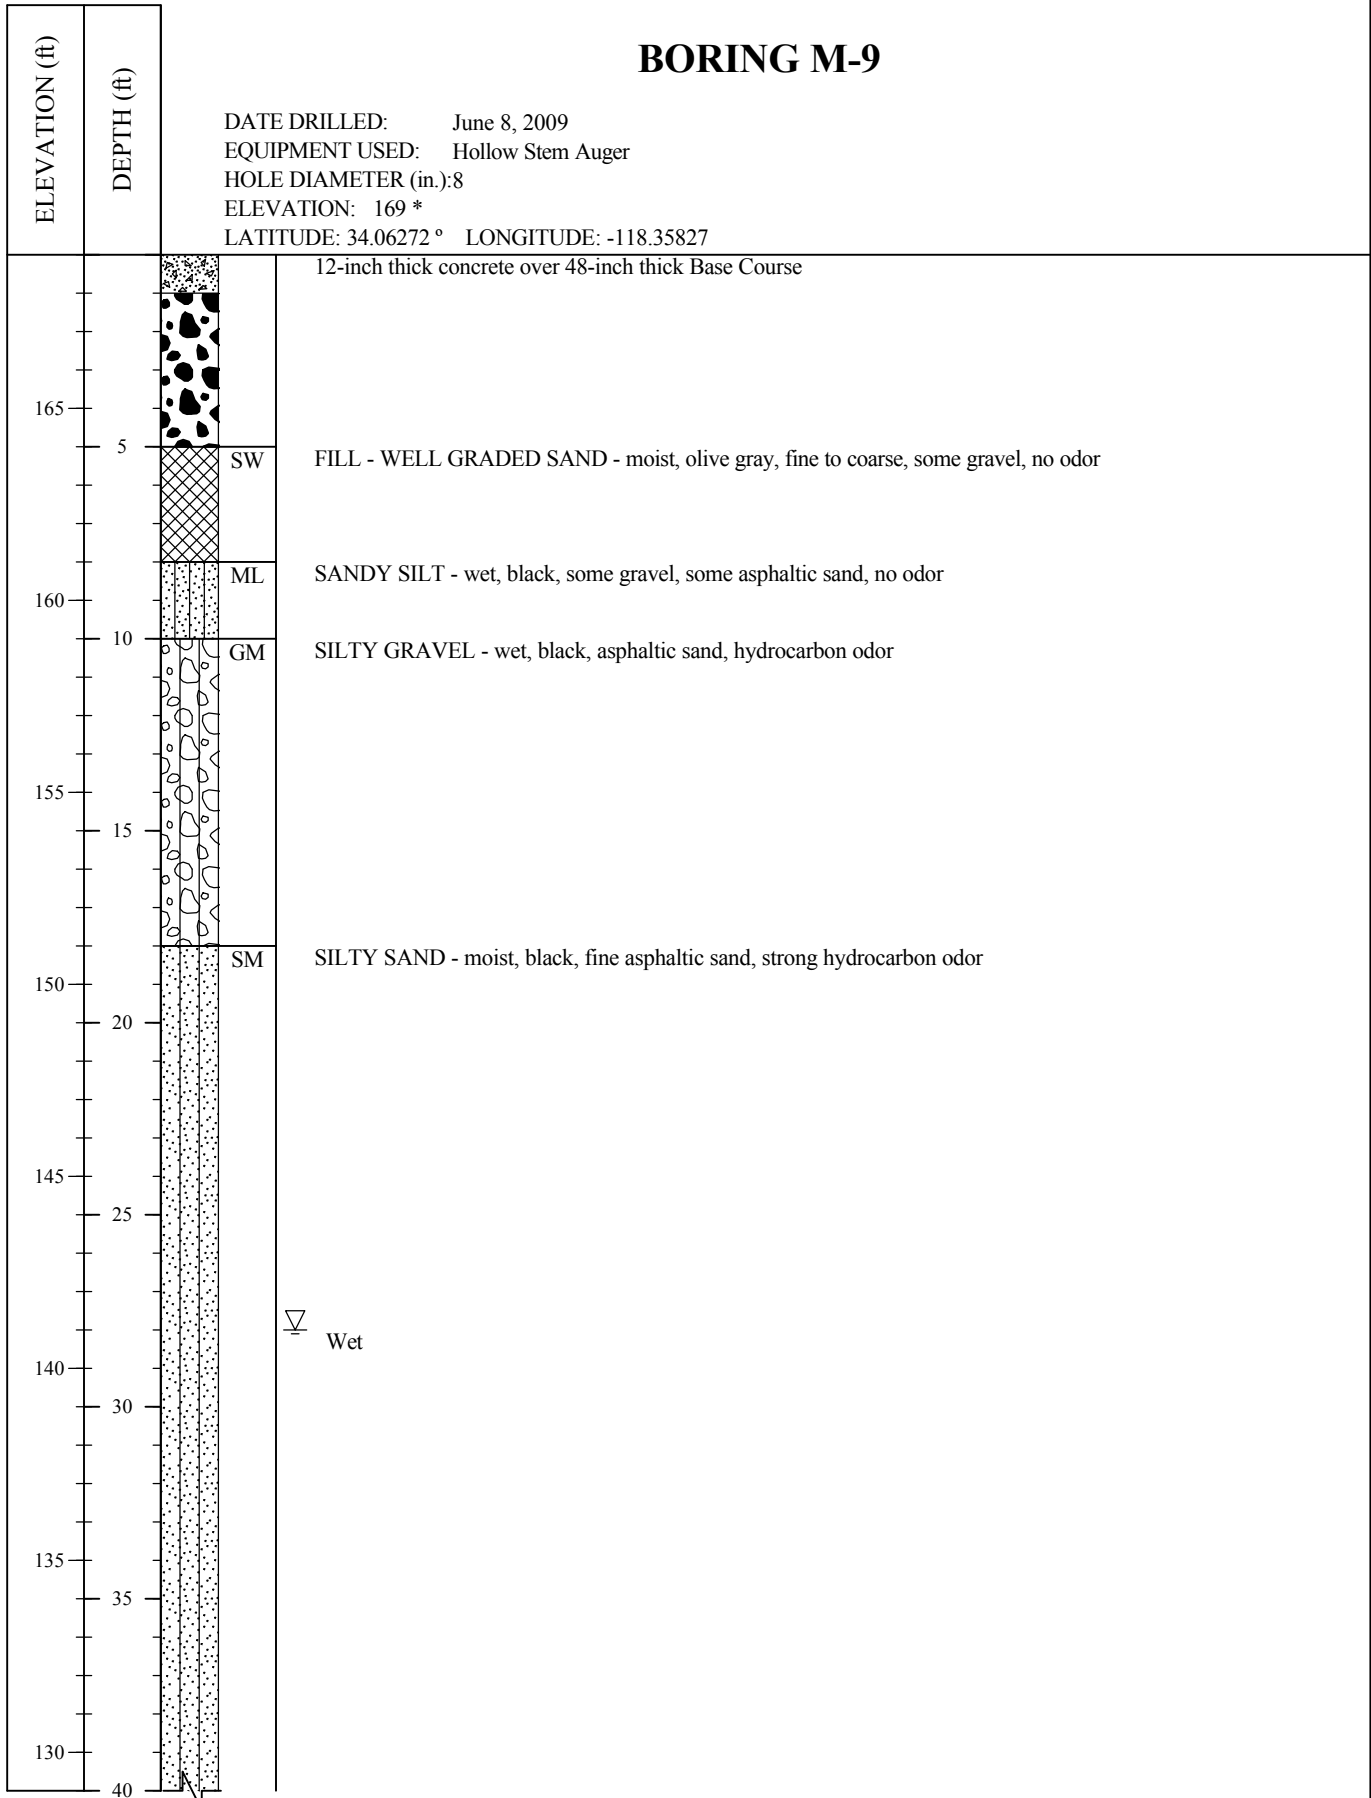 BORING M-9
ELEVATION (ft)
DEPTH (ft)
DATE DRILLED: June 8, 2009
EQUIPMENT USED: Hollow Stem Auger
HOLE DIAMETER (in.):8
ELEVATION: 169 *
LATITUDE: 34.06272 º LONGITUDE: -118.35827
12-inch thick concrete over 48-inch thick Base Course
165
5
SW FILL - WELL GRADED SAND - moist, olive gray, fine to coarse, some gravel, no odor
ML SANDY SILT - wet, black, some gravel, some asphaltic sand, no odor
160
10
GM SILTY GRAVEL - wet, black, asphaltic sand, hydrocarbon odor
155
15
SM SILTY SAND - moist, black, fine asphaltic sand, strong hydrocarbon odor
150
20
145
25
Wet
140
30
135
35
130
40